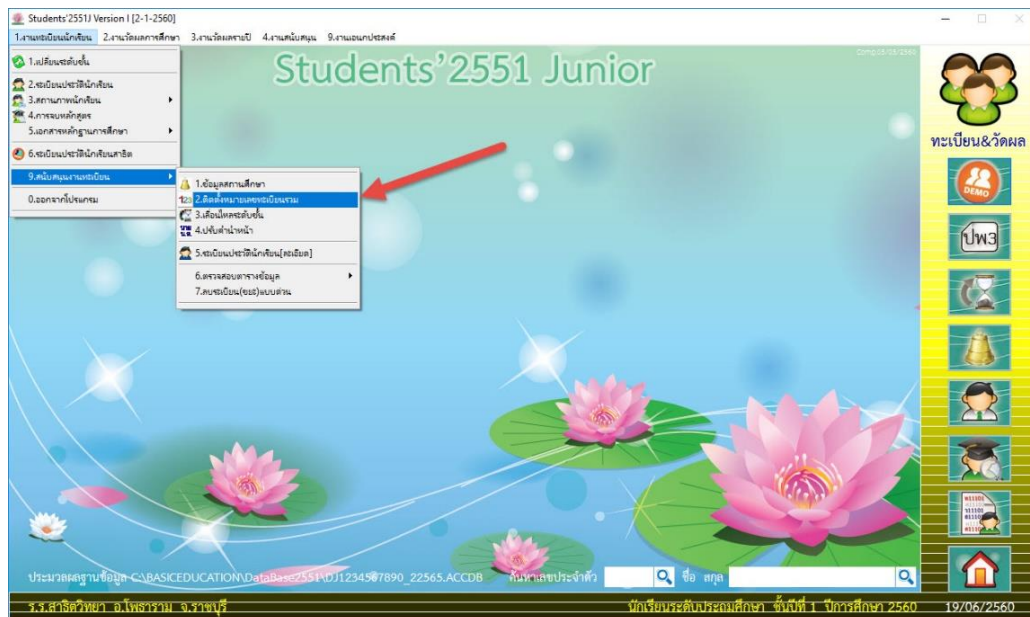 Students'2551J Version I [2-1-2560]
1.งานทะเบียนนักเรียน 2.งานวัดผลการศึกษา 3.งานวัดผลรายปี 4.งานสนับสนุน 9.งานเอนกประสงค์
Students'2551 Junior
1.เปลี่ยนระดับชั้น
2.ระเบียนประวัตินักเรียน
3.สถานภาพนักเรียน
4.การจบหลักสูตร
5.เอกสารหลักฐานการศึกษา
6.ระเบียนประวัตินักเรียนสาธิต
9.สนับสนุนงานทะเบียน
0.ออกจากโปรแกรม
1.ข้อมูลสถานศึกษา
2.ติดตั้งหมายเลขทะเบียนรวม
3.เลื่อนไหลระดับชั้น
4.ปรับคำนำหน้า
5.ระเบียนประวัตินักเรียน[ละเอียด]
6.ตรวจสอบตารางข้อมูล
7.ลบระเบียน(ขยะ)แบบด่วน
ทะเบียน&วัดผล
DEMO
ปพ3
ประมวลผลฐานข้อมูล C:\BASICEDUCATION\DataBase2551\DJ1234567890_22565.ACCDB ค้นหาเลขประจำตัว ชื่อ สกุล
ร.ร.สาธิตวิทยา อ.โพธาราม จ.ราชบุรี นักเรียนระดับประถมศึกษา ชั้นปีที่ 1 ปีการศึกษา 2560 19/06/2560